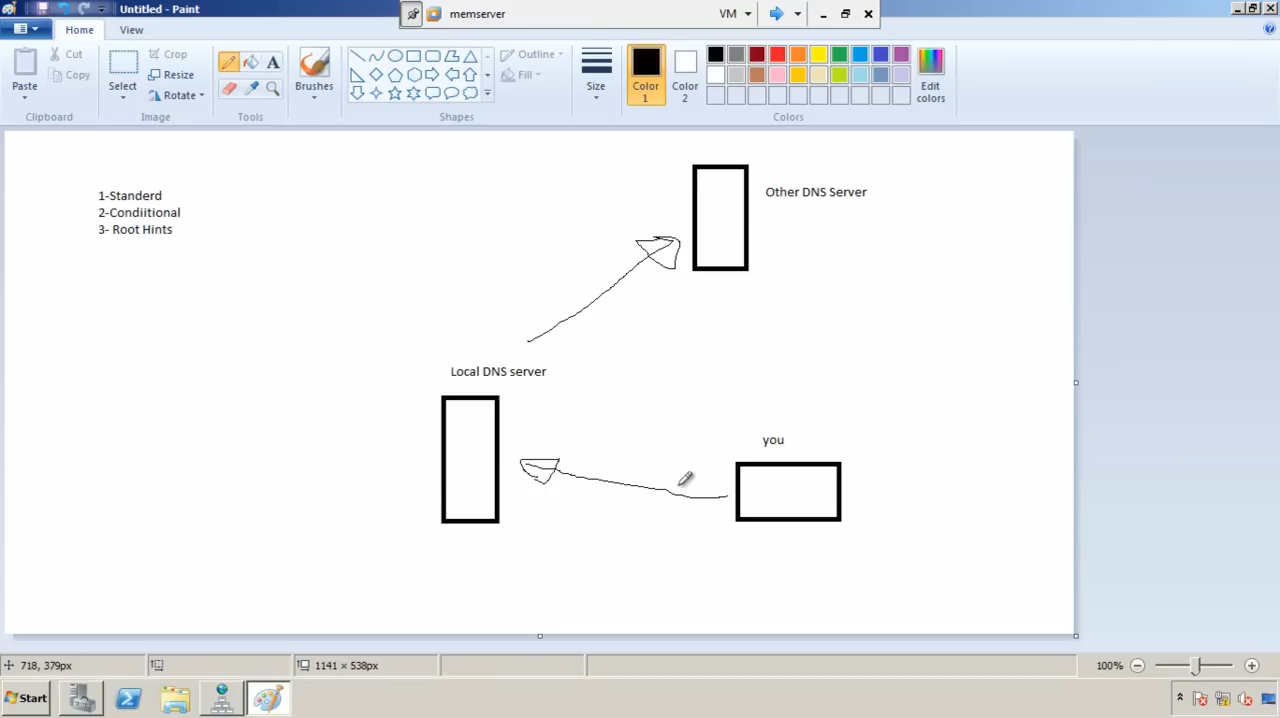 Untitled - Paint
memserver
VM
Home
View
Paste
Cut
Copy
Clipboard
Select
Crop
Resize
Rotate
Image
Tools
Brushes
Outline
Fill
Shapes
Size
Color 1
Color 2
Edit colors
Colors
1-Standerd
2-Condiitional
3- Root Hints
Other DNS Server
Local DNS server
you
718, 379px
1141 × 538px
100%
Start